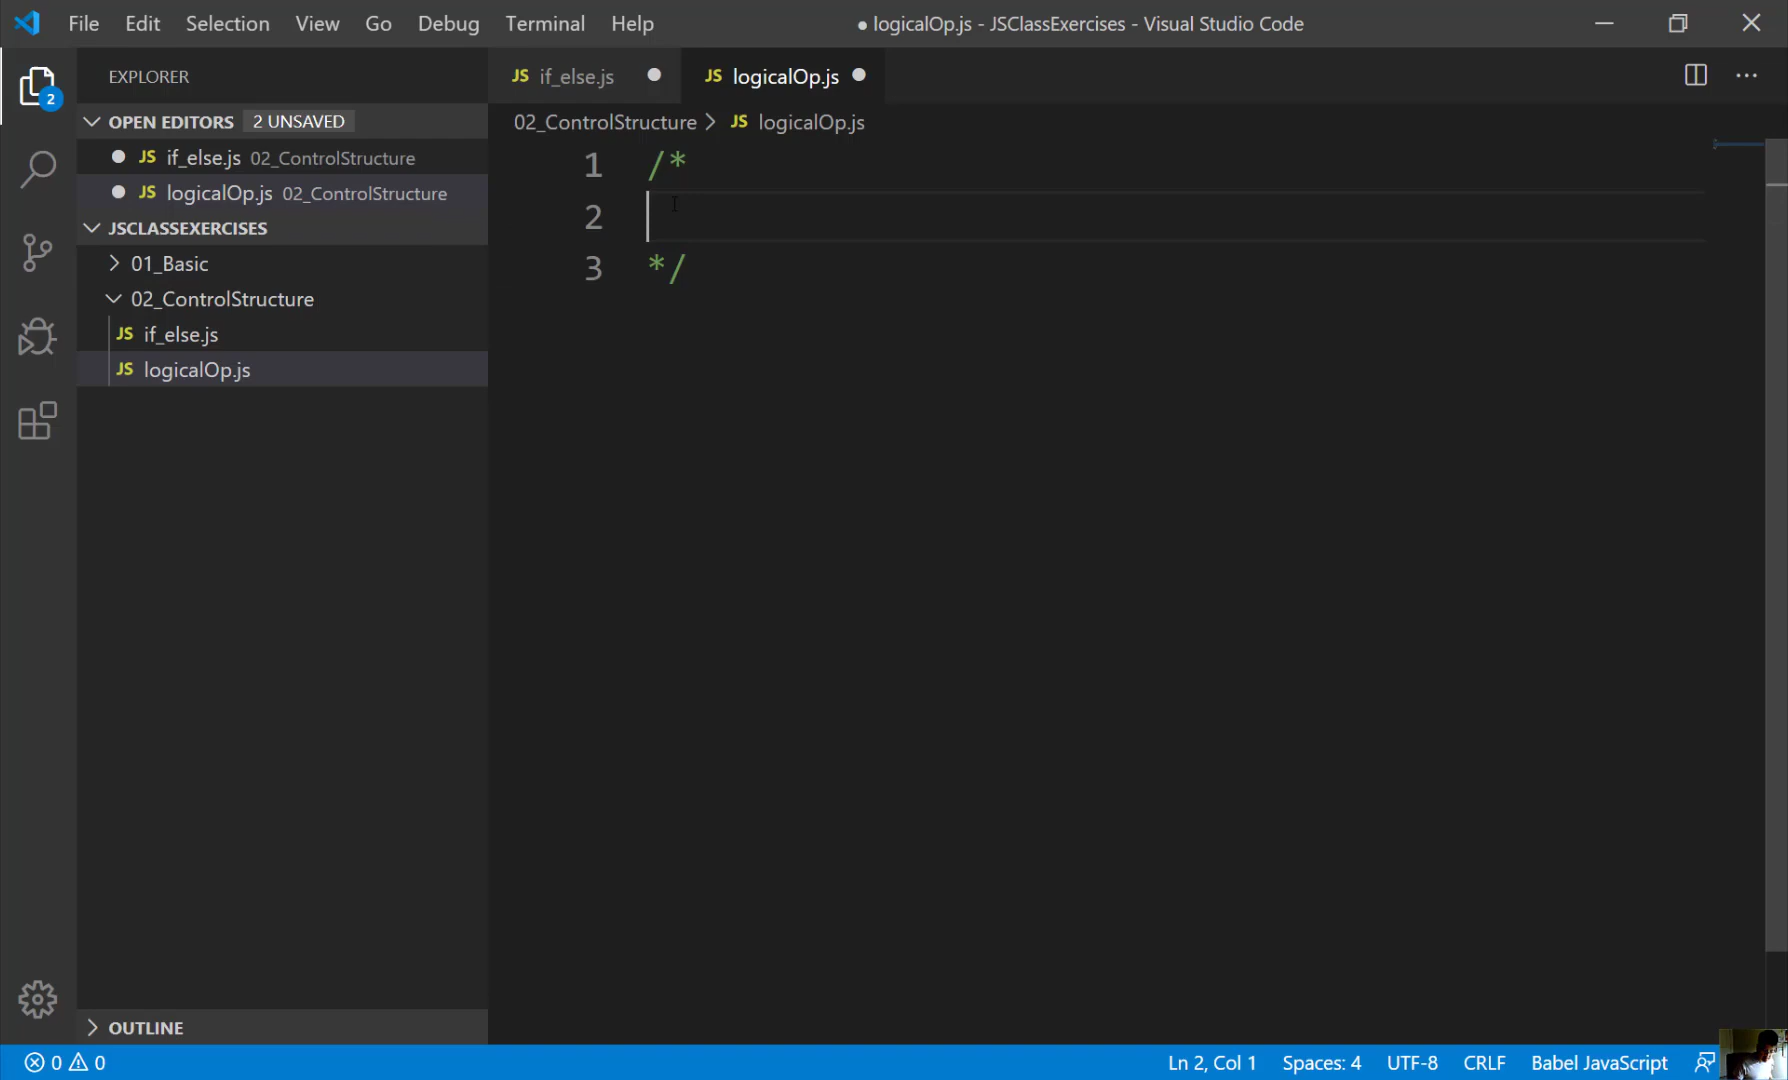 File Edit Selection View Go Debug Terminal Help
● logicalOp.js - JSClassExercises - Visual Studio Code
2
EXPLORER
OPEN EDITORS 2 UNSAVED
JS if_else.js 02_ControlStructure
JS logicalOp.js 02_ControlStructure
JSCLASSEXERCISES
01_Basic
02_ControlStructure
JS if_else.js
JS logicalOp.js
OUTLINE
JS if_else.js
JS logicalOp.js
02_ControlStructure > JS logicalOp.js
1 /*
2
3 */
0 0
Ln 2, Col 1 Spaces: 4 UTF-8 CRLF Babel JavaScript